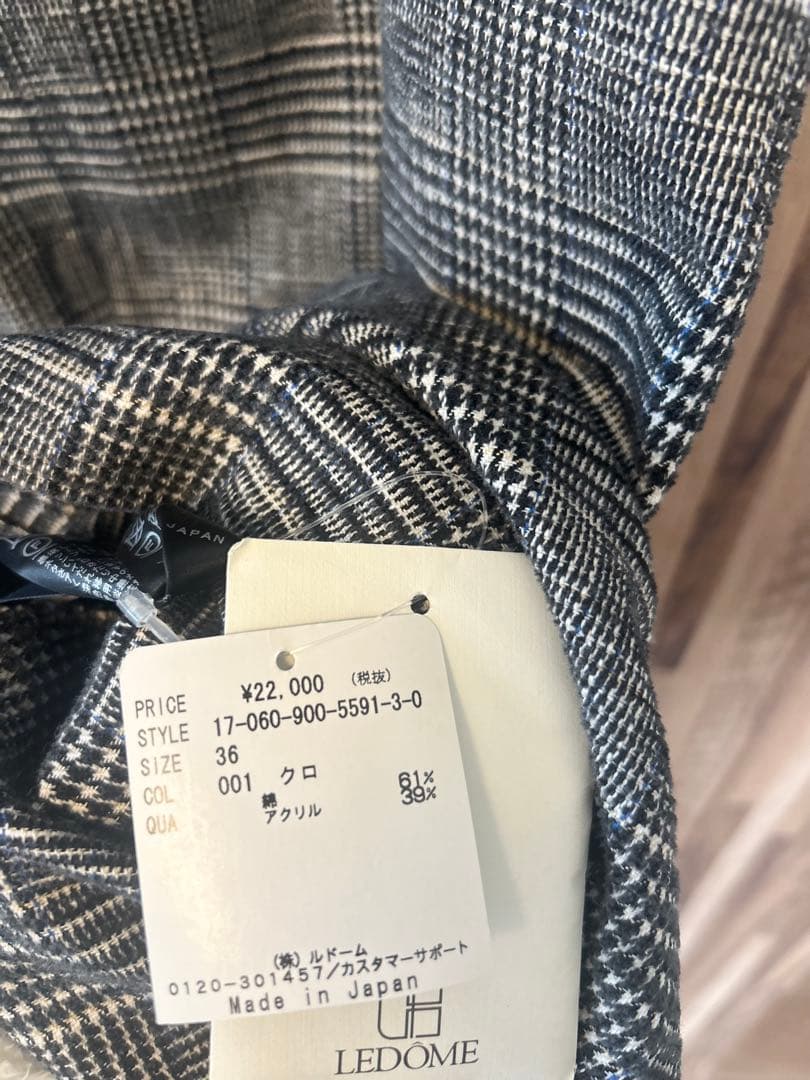 JAPAN
PRICE ¥22,000 (税抜)
STYLE 17-060-900-5591-3-0
SIZE 36
COL 001 クロ
QUA 綿 61%
アクリル 39%
(株)ルドーム
0120-301457/カスタマーサポート
Made in Japan
LEDÔME